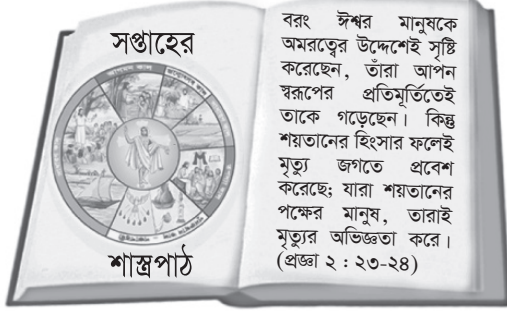 সপ্তাহের
শাস্ত্রপাঠ
বরং ঈশ্বর মানুষকে
অমরত্বের উদ্দেশেই সৃষ্টি
করেছেন, তাঁরা আপন
স্বরূপের প্রতিমূর্তিতেই
তাকে গড়েছেন। কিন্তু
শয়তানের হিংসার ফলেই
মৃত্যু জগতে প্রবেশ
করেছে; যারা শয়তানের
পক্ষের মানুষ, তারাই
মৃত্যুর অভিজ্ঞতা করে।
(প্রজ্ঞা ২ : ২৩-২৪)